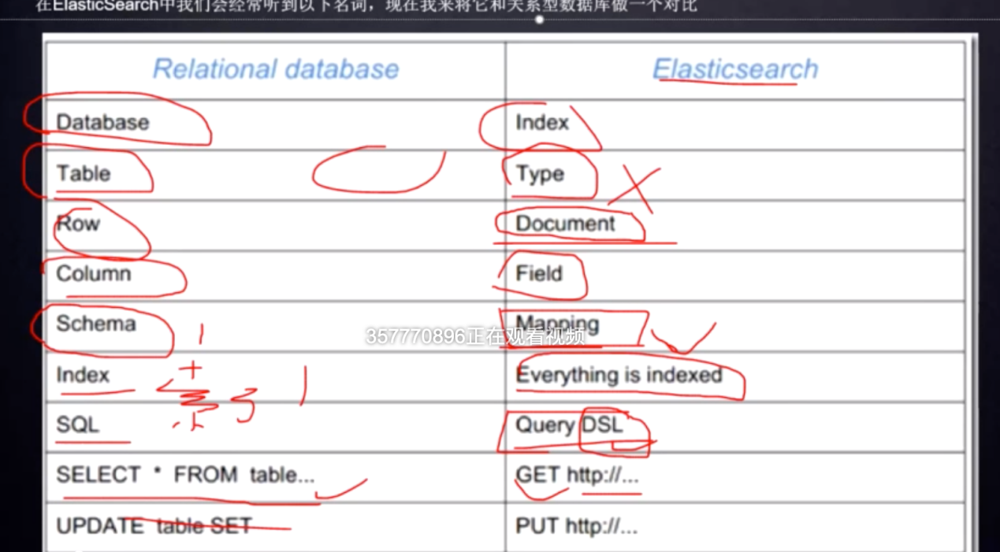 在ElasticSearch中我们会经常听到以下名词，现在我来将它和关系型数据库做一个对比
Relational database Elasticsearch
Database Index
Table Type
Row Document
Column Field
Schema Mapping
357770896正在观看视频
Index Everything is indexed
SQL Query DSL
SELECT * FROM table... GET http://...
UPDATE table SET PUT http://...